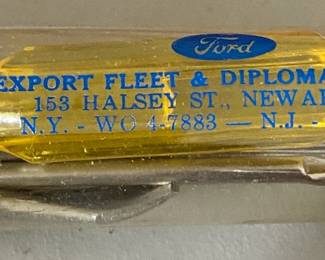 Ford
EXPORT FLEET & DIPLOMA
153 HALSEY ST., NEWA
N.Y. - WO 4-7883 — N.J. -